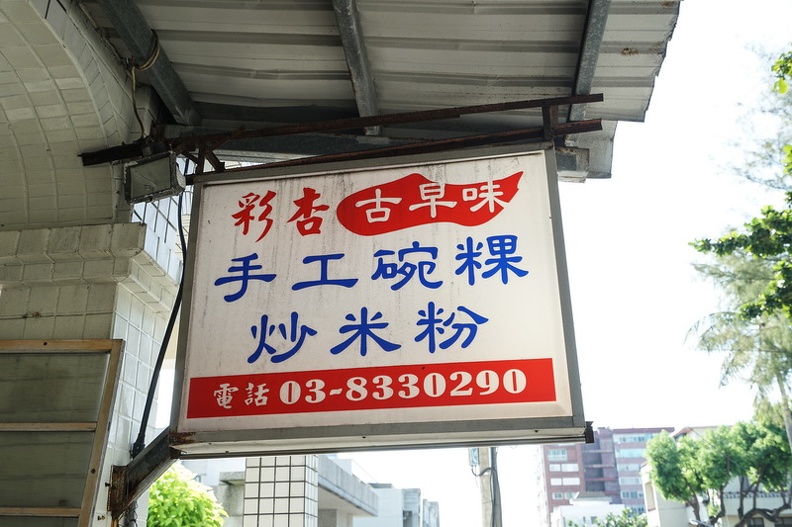 彩杏 古早味
手工碗粿
炒米粉
電話 03-8330290